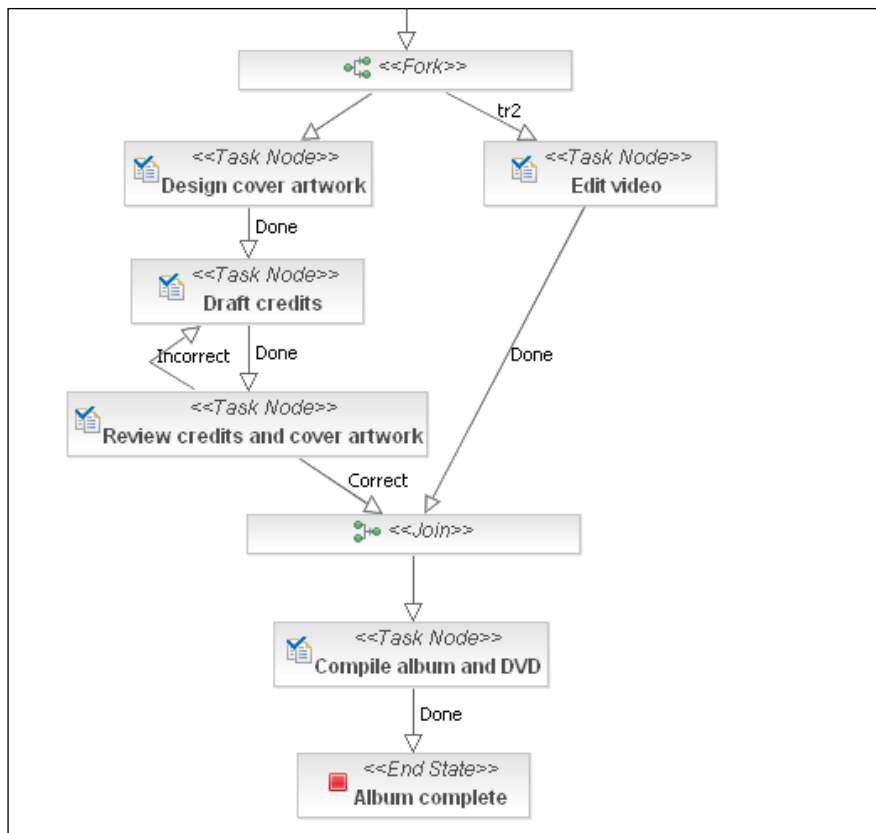 <<Fork>>
tr2
<<Task Node>>
Design cover artwork
<<Task Node>>
Edit video
Done
<<Task Node>>
Draft credits
Incorrect
Done
Done
<<Task Node>>
Review credits and cover artwork
Correct
<<Join>>
<<Task Node>>
Compile album and DVD
Done
<<End State>>
Album complete